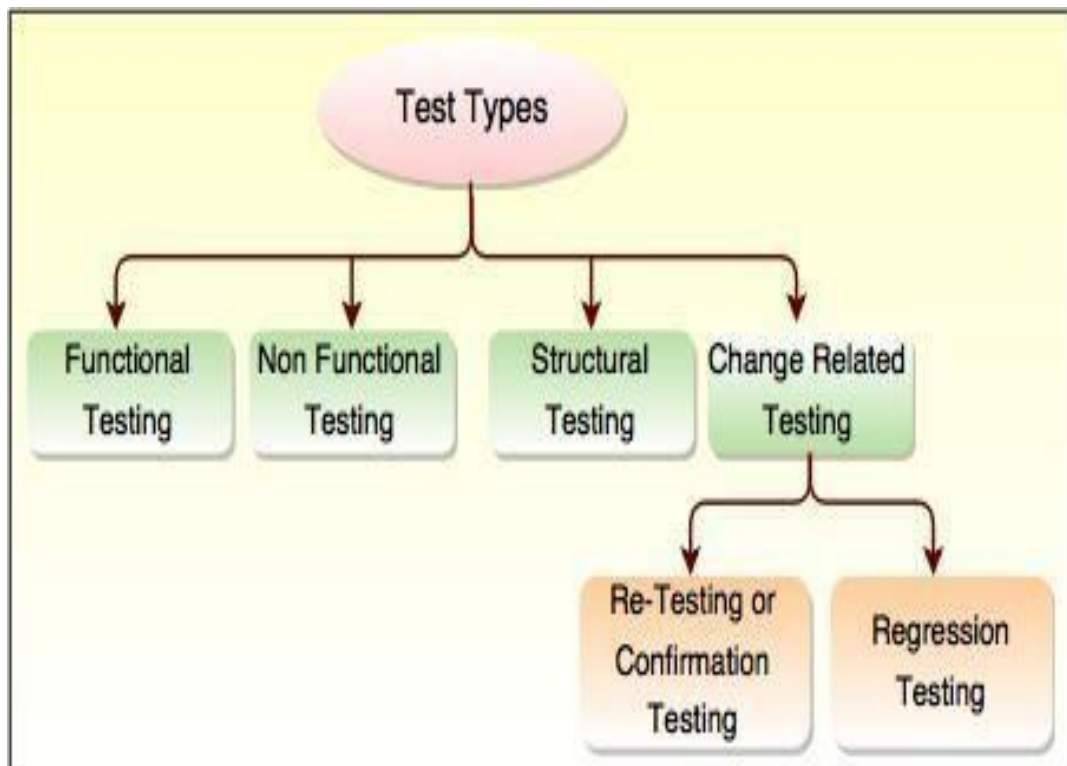 Test Types
Functional
Testing
Non Functional
Testing
Structural
Testing
Change Related
Testing
Re-Testing or
Confirmation
Testing
Regression
Testing